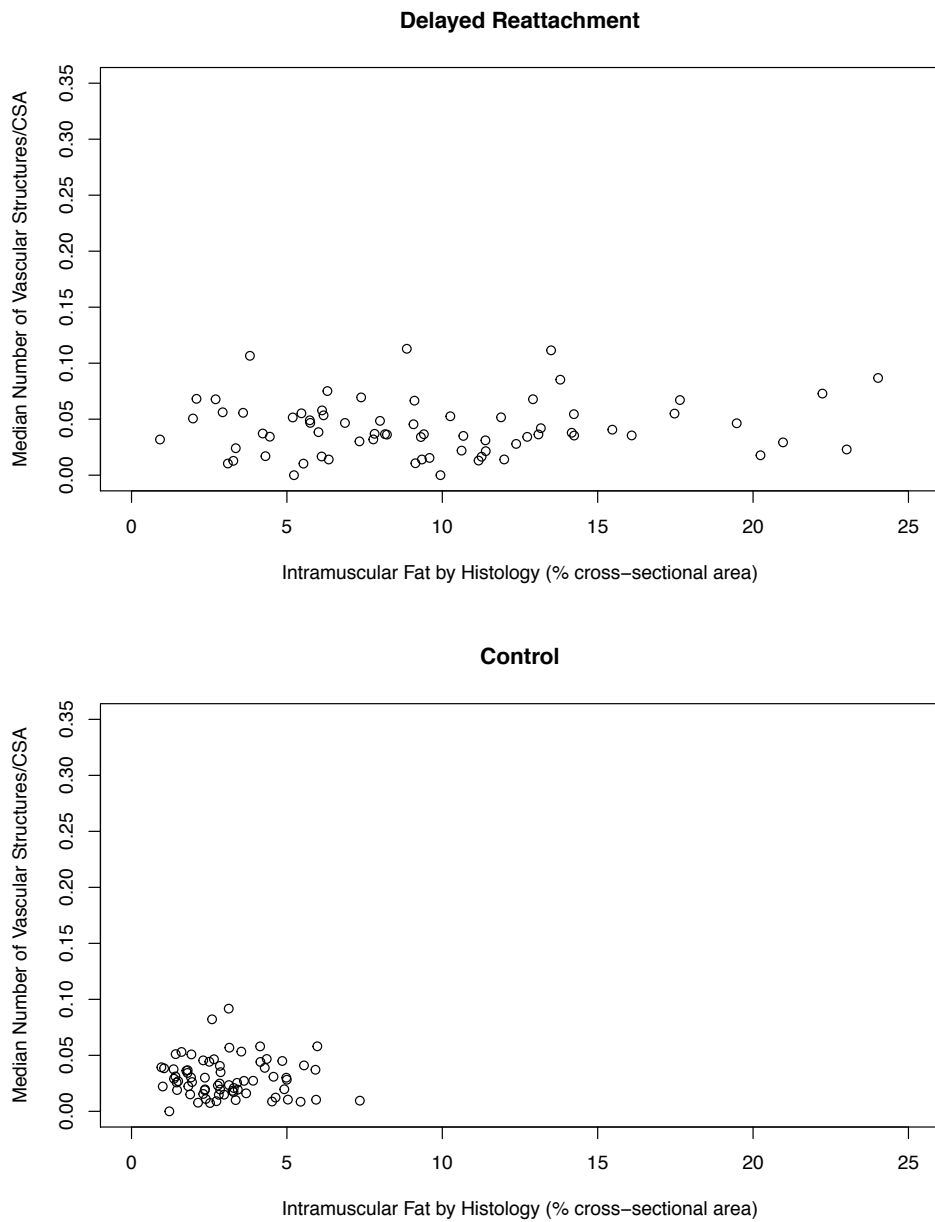 Delayed Reattachment
Median Number of Vascular Structures/CSA
0.35
0.30
0.25
0.20
0.15
0.10
0.05
0.00
0 5 10 15 20 25
Intramuscular Fat by Histology (% cross−sectional area)
Control
Median Number of Vascular Structures/CSA
0.35
0.30
0.25
0.20
0.15
0.10
0.05
0.00
0 5 10 15 20 25
Intramuscular Fat by Histology (% cross−sectional area)